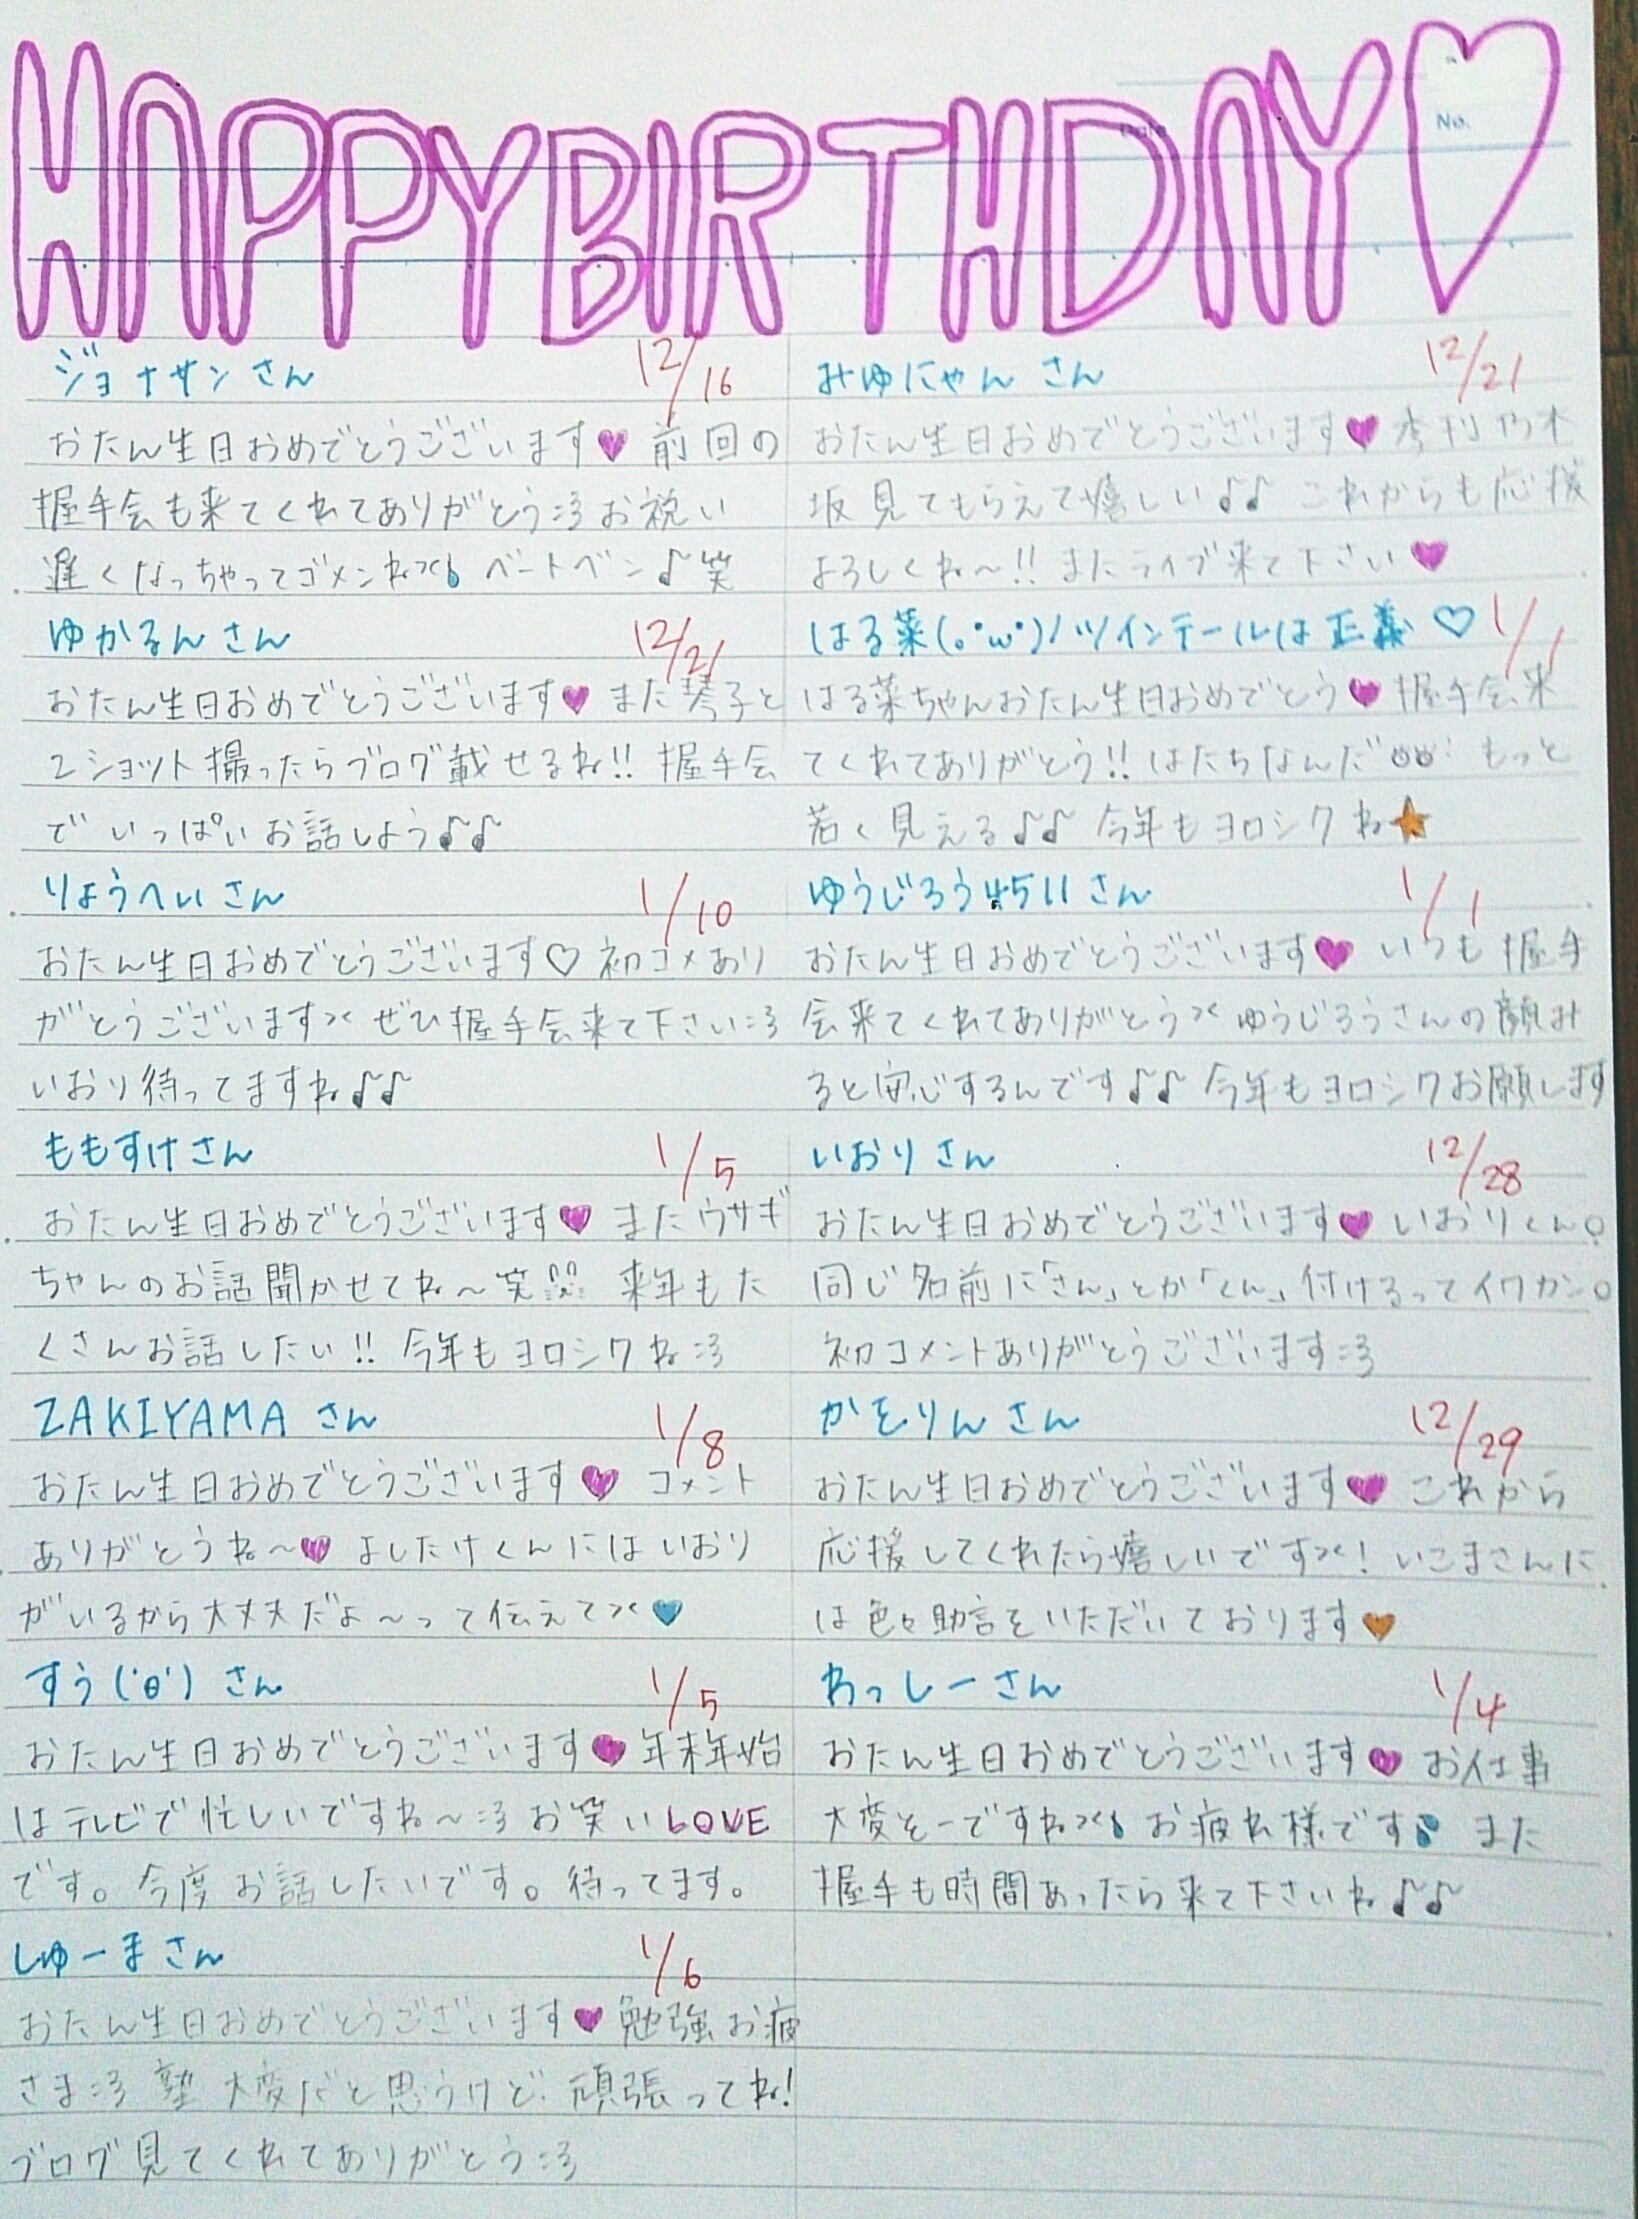 HAPPY BIRTHDAY♡
No.
ジョナサンさん 12/16
おたん生日おめでとうございます♥ 前回の
握手会も来てくれてありがとう:3 お祝い
遅くなっちゃってゴメンね>< ベートベン♪笑
ゆかるんさん 12/21
おたん生日おめでとうございます♥ また琴子と
2ショット撮ったらブログ載せるね!! 握手会
でいっぱいお話しよう♪♪
りょうへいさん 1/10
おたん生日おめでとうございます♡ 初コメあり
がとうございます>< ぜひ握手会来て下さい:3
いおり待ってますね♪♪
ももすけさん 1/5
おたん生日おめでとうございます♥ またウサギ
ちゃんのお話聞かせてね〜笑 来年もた
くさんお話したい!! 今年もヨロシクね:3
ZAKIYAMAさん 1/8
おたん生日おめでとうございます♥ コメント
ありがとうね〜♥ よしたけくんにはいおり
がいるから大丈夫だよ〜って伝えて><♥
すう('θ')さん 1/5
おたん生日おめでとうございます♥ 年末年始
はテレビで忙しいですね〜:3 お笑いLOVE
です。今度お話したいです。待ってます。
しゅーまさん 1/6
おたん生日おめでとうございます♥ 勉強お疲
さま:3 塾大変だと思うけど頑張ってね!
ブログ見てくれてありがとう:3
みゆにゃんさん 12/21
おたん生日おめでとうございます♥ 季刊乃木
坂見てもらえて嬉しい♪♪ これからも応援
よろしくね〜!! またライブ来て下さい♥
はる菜(｡・ω・)ﾉツインテールは正義♡ 1/1
はる菜ちゃんおたん生日おめでとう♥ 握手会来
てくれてありがとう!! はたちなんだ もっと
若く見える♪♪ 今年もヨロシクね★
ゆうじろう4511さん 1/1
おたん生日おめでとうございます♥ いつも握手
会来てくれてありがとう>< ゆうじろうさんの顔み
ると安心するんです♪♪ 今年もヨロシクお願します
いおりさん 12/28
おたん生日おめでとうございます♥ いおりくん。
同じ名前に「さん」とか「くん」付けるってイワカン。
初コメントありがとうございます:3
かをりんさん 12/29
おたん生日おめでとうございます♥ これから
応援してくれたら嬉しいです><! いこまさんに
は色々助言をいただいております♥
わっしーさん 1/4
おたん生日おめでとうございます♥ お仕事
大変そーですね>< お疲れ様です また
握手も時間あったら来て下さいね♪♪